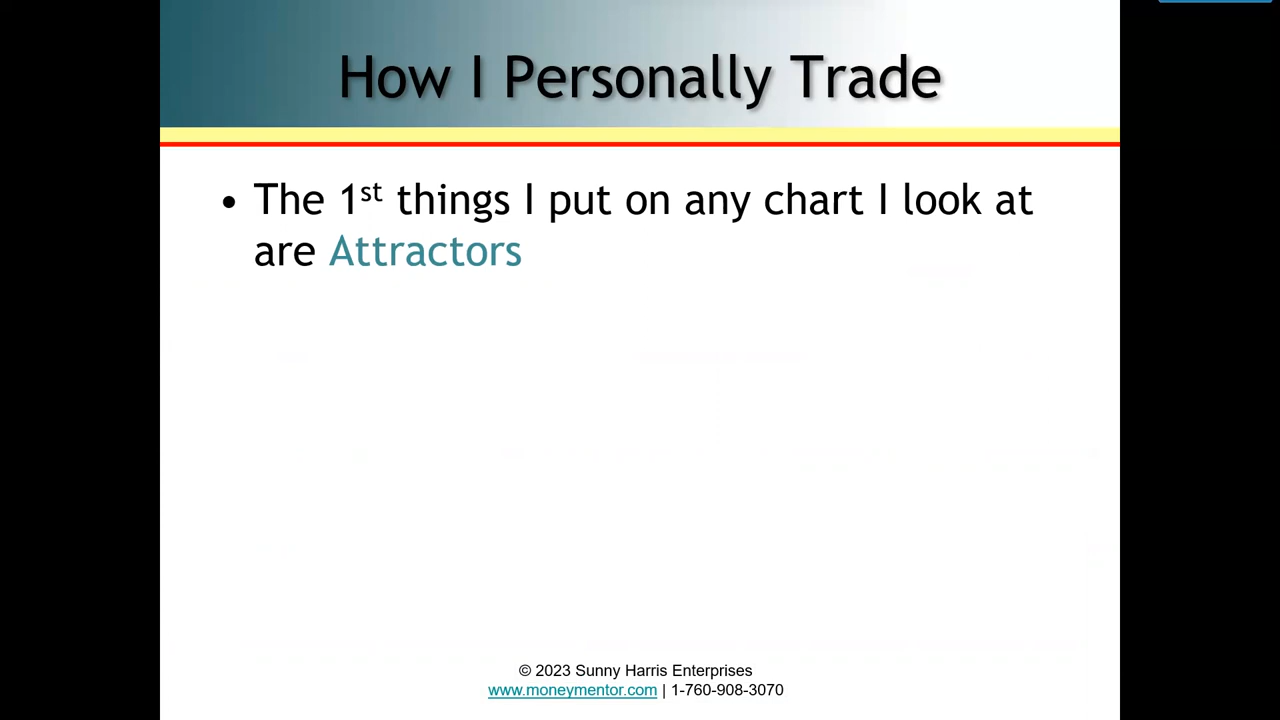 How I Personally Trade
• The 1st things I put on any chart I look at
are Attractors
© 2023 Sunny Harris Enterprises
www.moneymentor.com | 1-760-908-3070